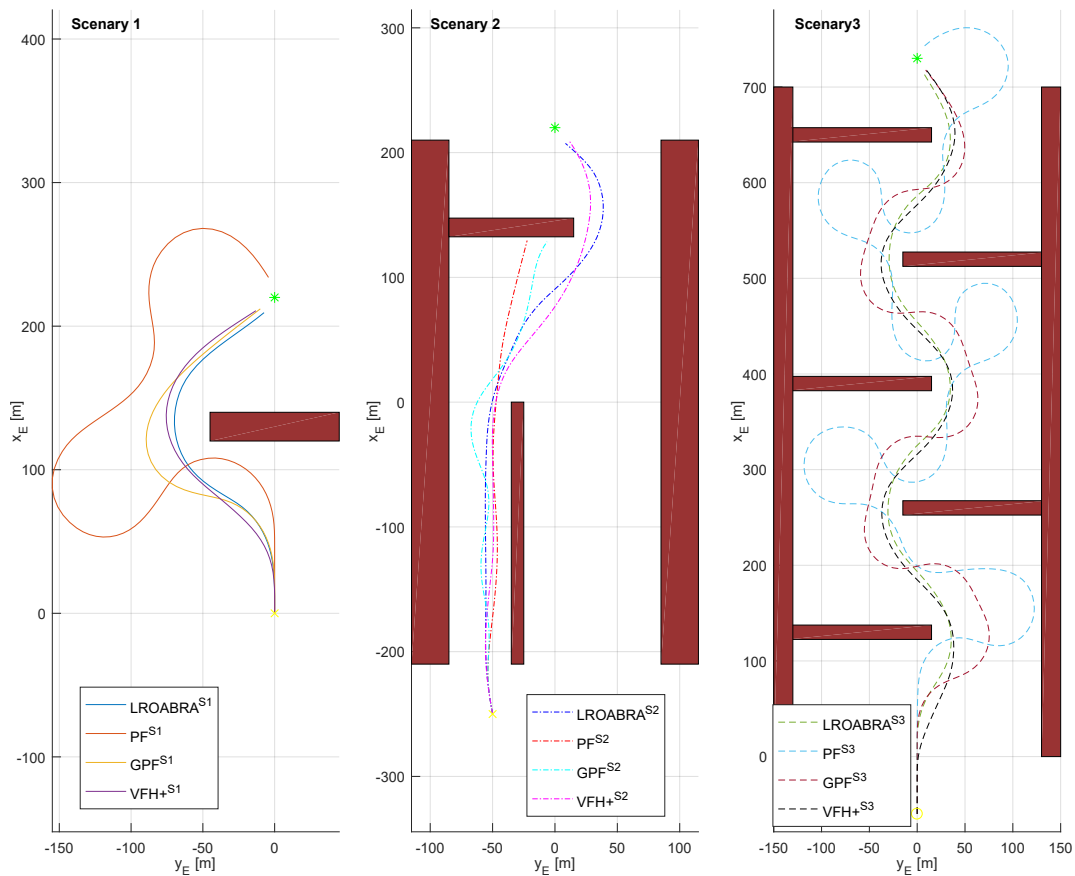 Scenary 1
400
300
200
100
0
-100
x_E [m]
-150
-100
-50
0
y_E [m]
LROABRA^S1
PF^S1
GPF^S1
VFH+^S1
Scenary 2
300
200
100
0
-100
-200
-300
x_E [m]
-100
-50
0
50
100
y_E [m]
LROABRA^S2
PF^S2
GPF^S2
VFH+^S2
Scenary3
700
600
500
400
300
200
100
0
x_E [m]
-150
-100
-50
0
50
100
150
y_E [m]
LROABRA^S3
PF^S3
GPF^S3
VFH+^S3